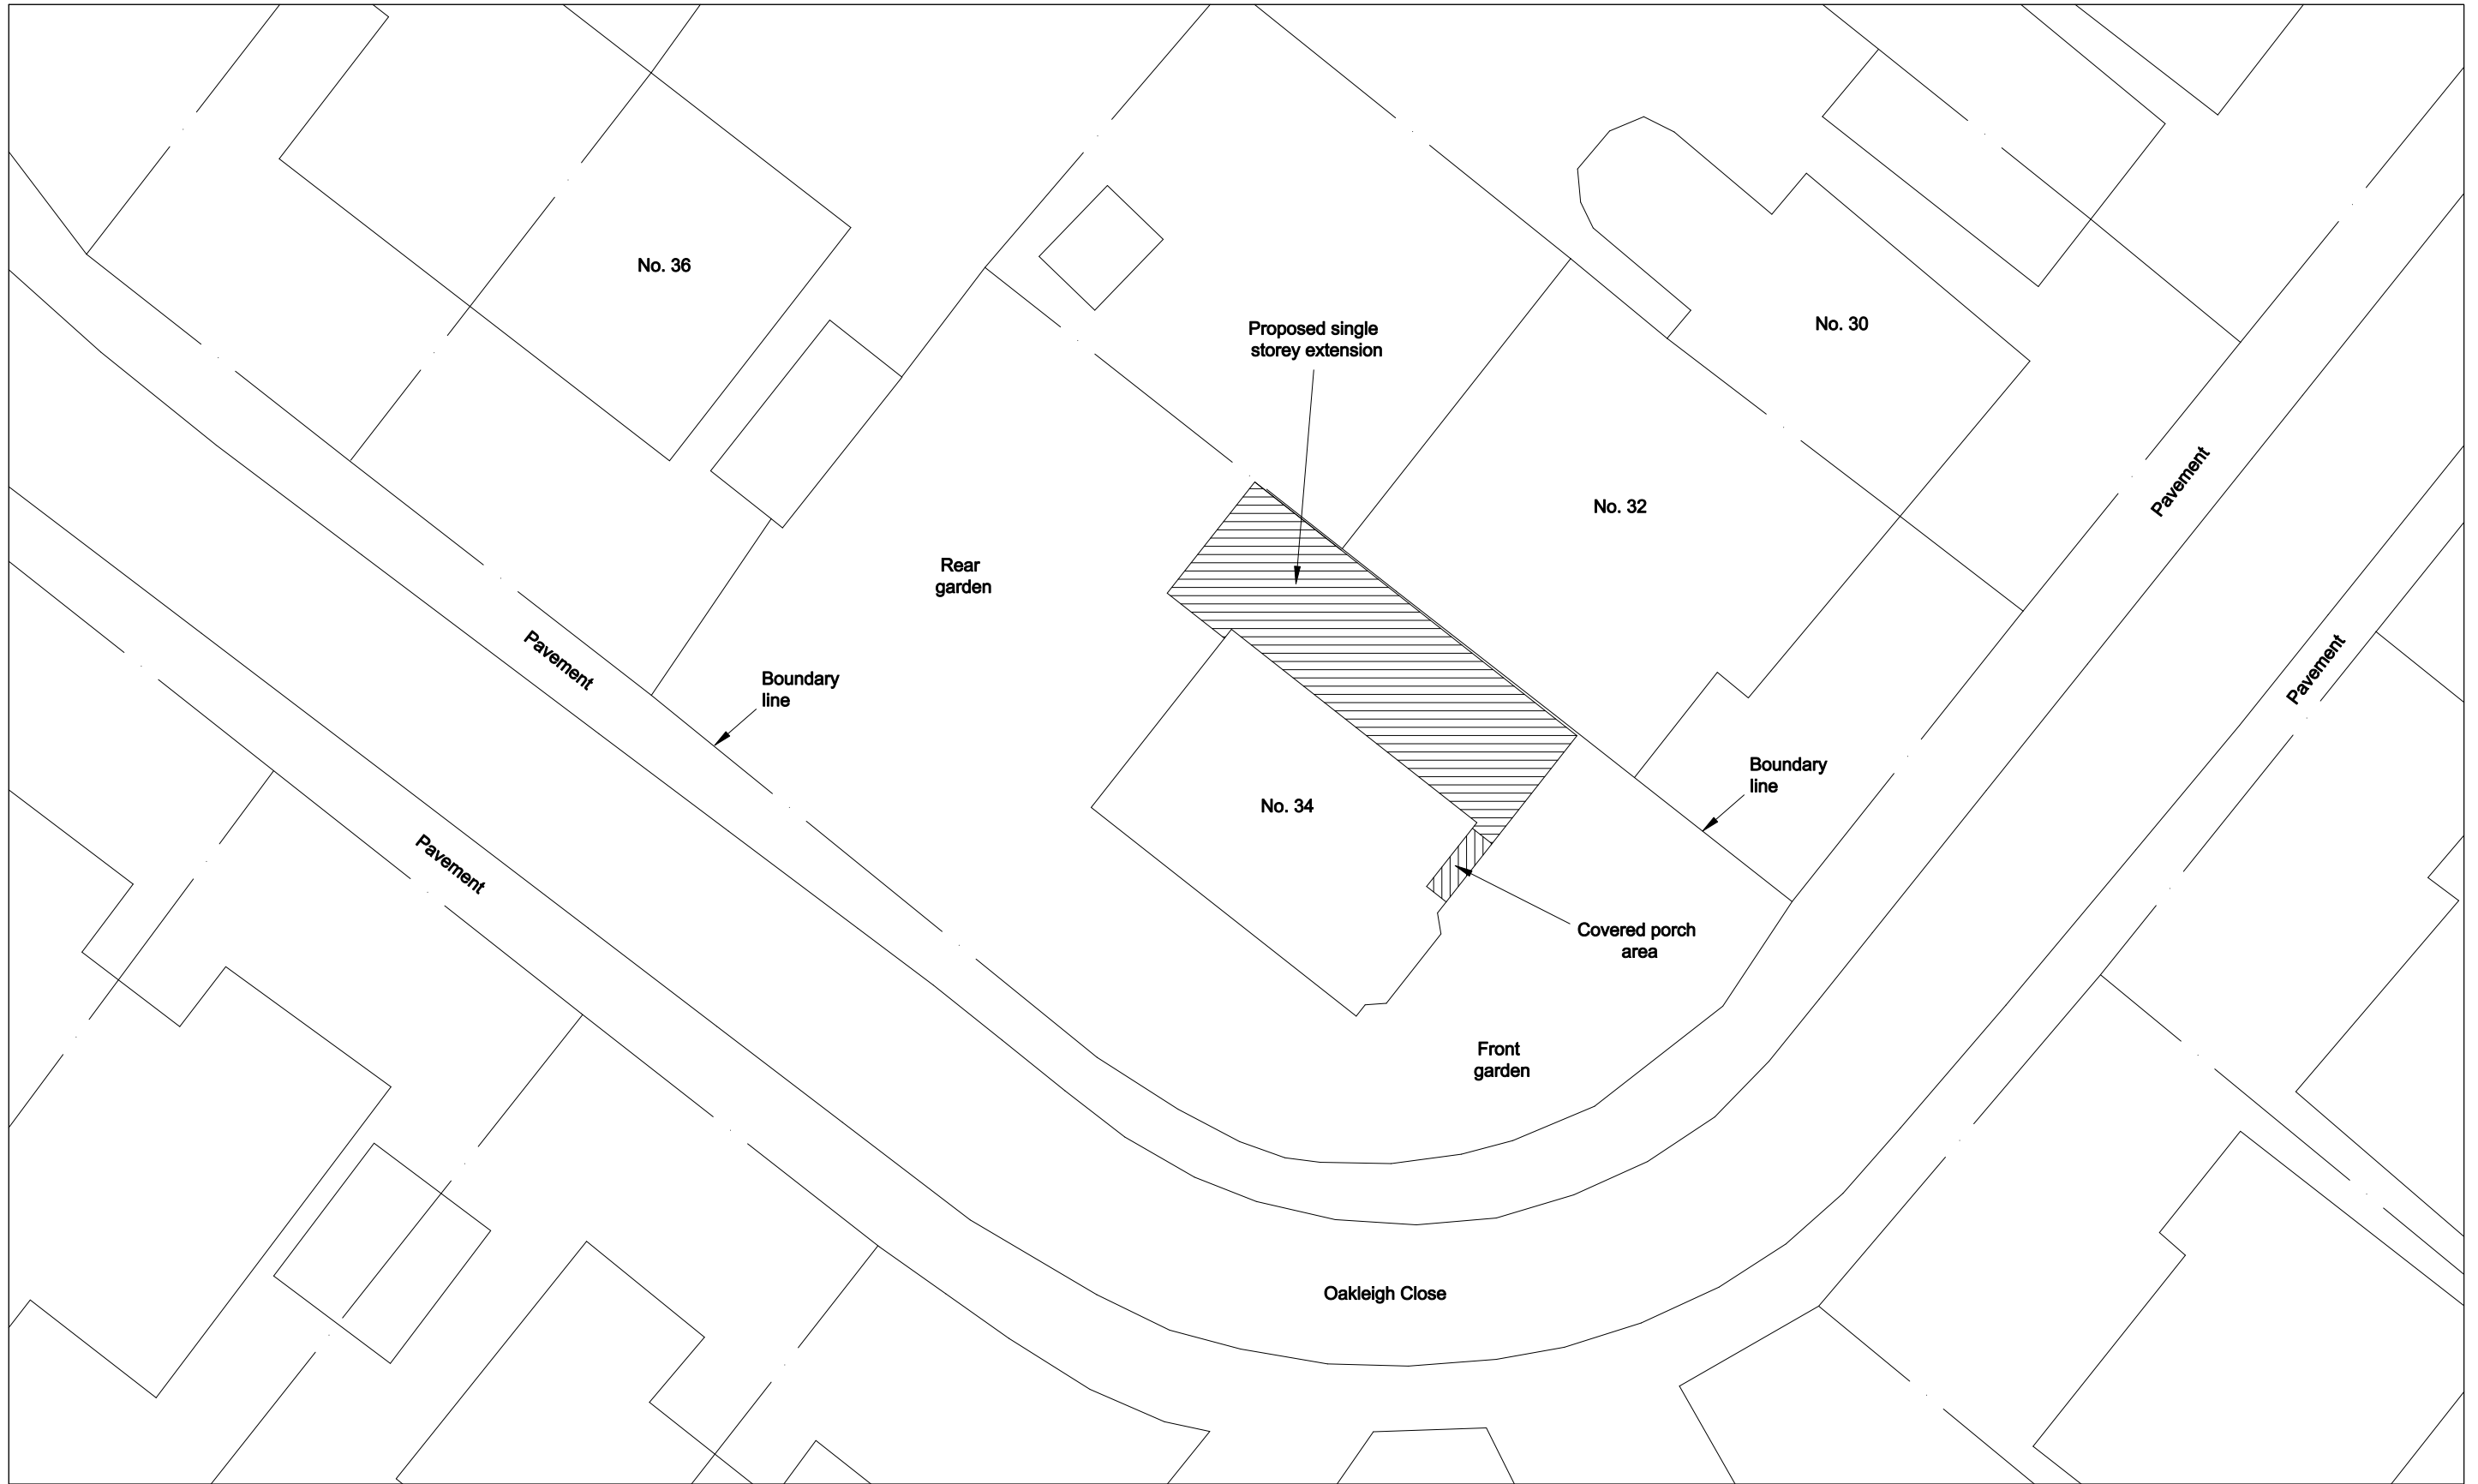 No. 36
No. 30
Proposed single
storey extension
No. 32
Pavement
Rear
garden
Pavement
Boundary
line
Pavement
Boundary
line
No. 34
Pavement
Covered porch
area
Front
garden
Oakleigh Close